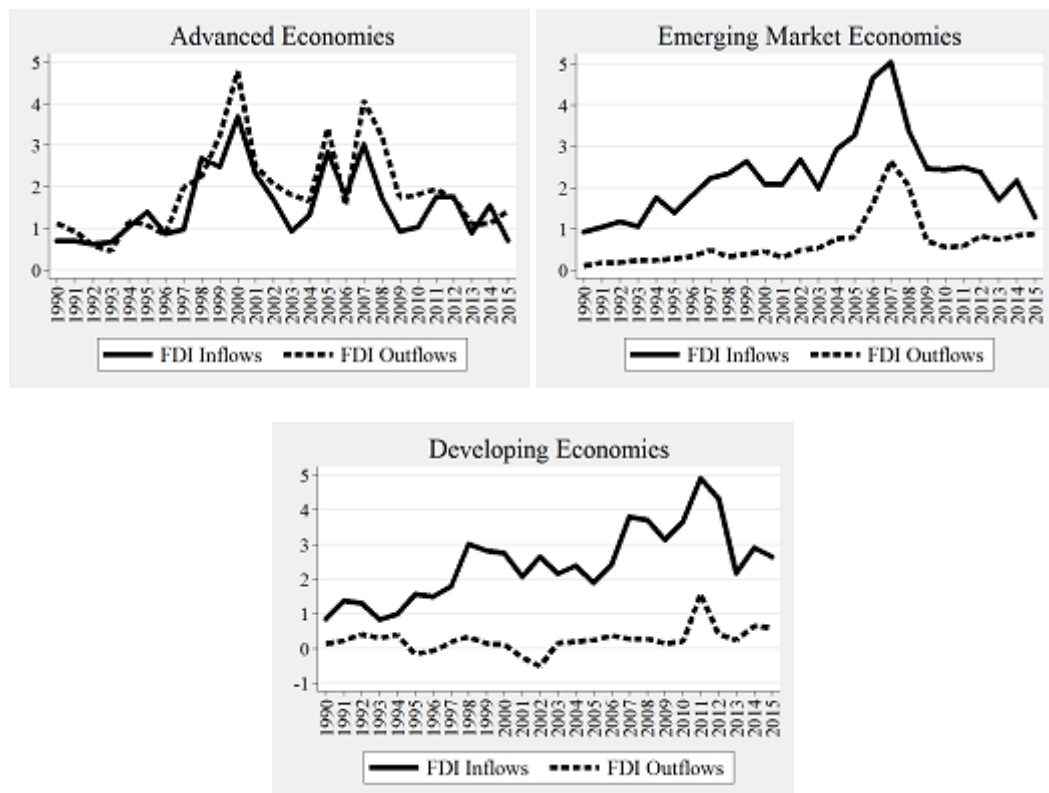 Advanced Economies
5
4
3
2
1
0
1990 1991 1992 1993 1994 1995 1996 1997 1998 1999 2000 2001 2002 2003 2004 2005 2006 2007 2008 2009 2010 2011 2012 2013 2014 2015
FDI Inflows FDI Outflows
Emerging Market Economies
5
4
3
2
1
0
1990 1991 1992 1993 1994 1995 1996 1997 1998 1999 2000 2001 2002 2003 2004 2005 2006 2007 2008 2009 2010 2011 2012 2013 2014 2015
FDI Inflows FDI Outflows
Developing Economies
5
4
3
2
1
0
-1
1990 1991 1992 1993 1994 1995 1996 1997 1998 1999 2000 2001 2002 2003 2004 2005 2006 2007 2008 2009 2010 2011 2012 2013 2014 2015
FDI Inflows FDI Outflows